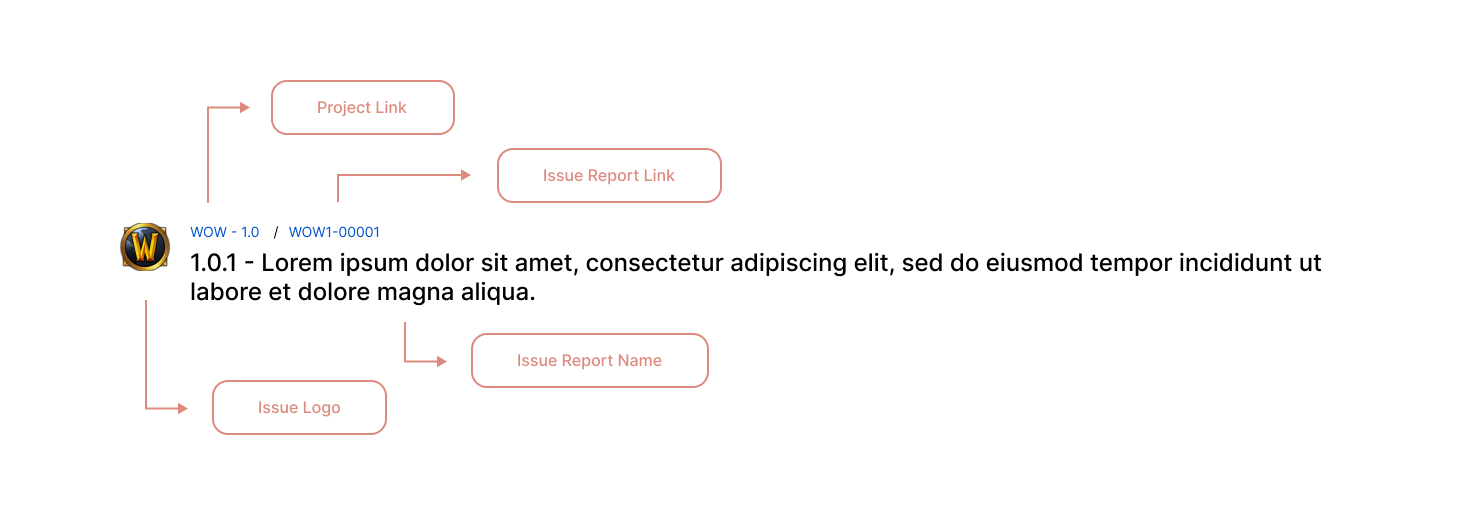 Project Link
Issue Report Link
W
WOW - 1.0 / WOW1-00001
1.0.1 - Lorem ipsum dolor sit amet, consectetur adipiscing elit, sed do eiusmod tempor incididunt ut
labore et dolore magna aliqua.
Issue Report Name
Issue Logo